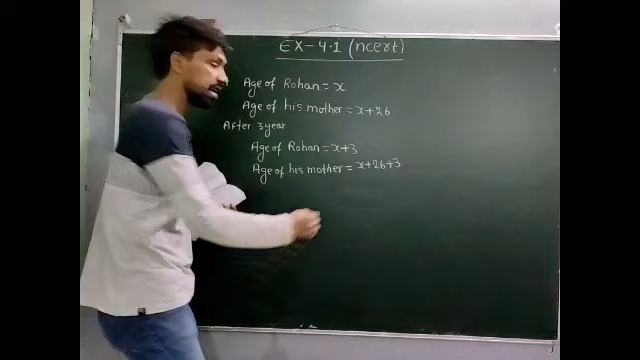 EX-4.1 (ncert)
Age of Rohan = x
Age of his mother = x+26
After 3 year
Age of Rohan = x+3
Age of his mother = x+26+3